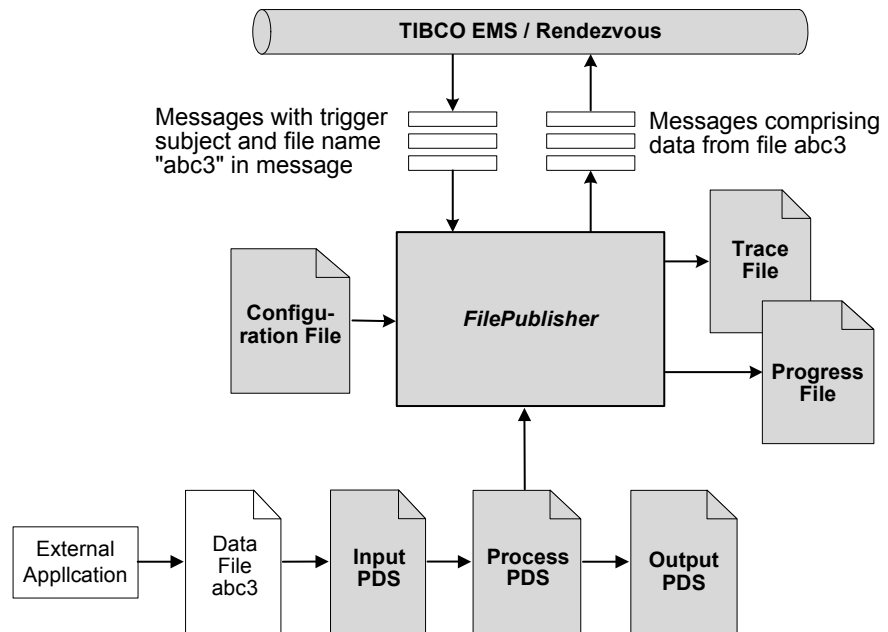 TIBCO EMS / Rendezvous
Messages with trigger
subject and file name
"abc3" in message
Messages comprising
data from file abc3
Trace
File
Configu-
ration File
FilePublisher
Progress
File
External
Appllcation
Data
File
abc3
Input
PDS
Process
PDS
Output
PDS